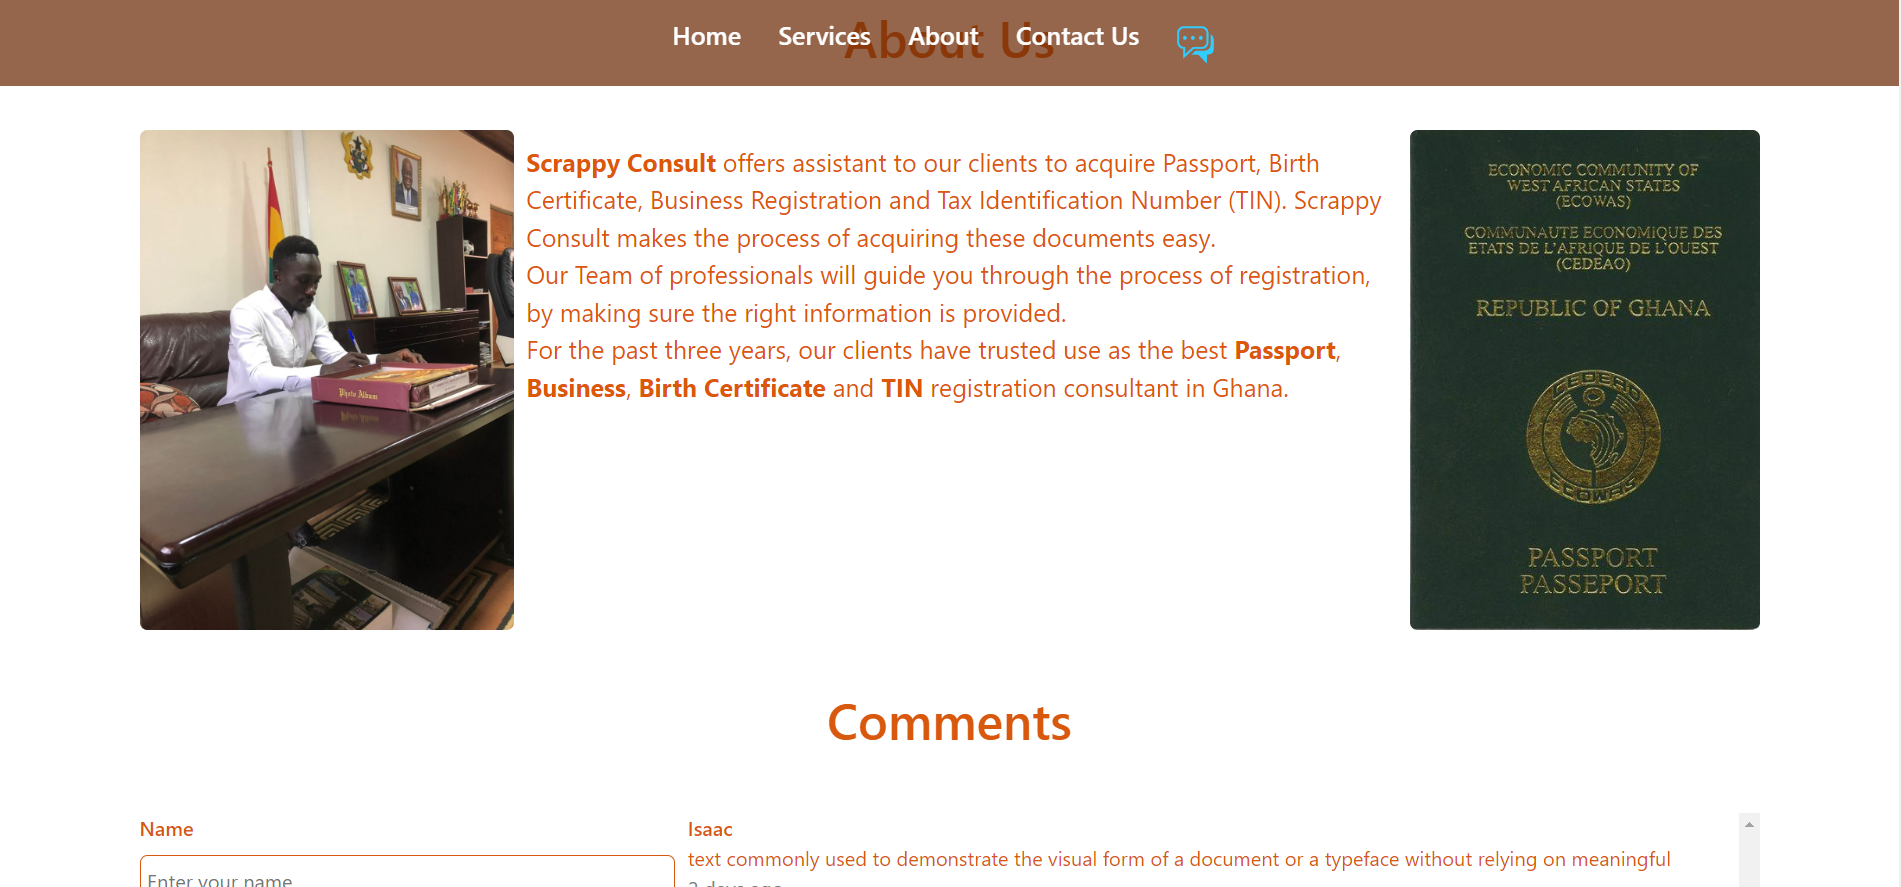 About Us
Home Services About Contact Us
Scrappy Consult offers assistant to our clients to acquire Passport, Birth
Certificate, Business Registration and Tax Identification Number (TIN). Scrappy
Consult makes the process of acquiring these documents easy.
Our Team of professionals will guide you through the process of registration,
by making sure the right information is provided.
For the past three years, our clients have trusted use as the best Passport,
Business, Birth Certificate and TIN registration consultant in Ghana.
Photo Album
ECONOMIC COMMUNITY OF
WEST AFRICAN STATES
(ECOWAS)
COMMUNAUTE ECONOMIQUE DES
ETATS DE L'AFRIQUE DE L'OUEST
(CEDEAO)
REPUBLIC OF GHANA
CEDEAO
ECOWAS
PASSPORT
PASSEPORT
Comments
Name
Enter your name
Isaac
text commonly used to demonstrate the visual form of a document or a typeface without relying on meaningful
days ago